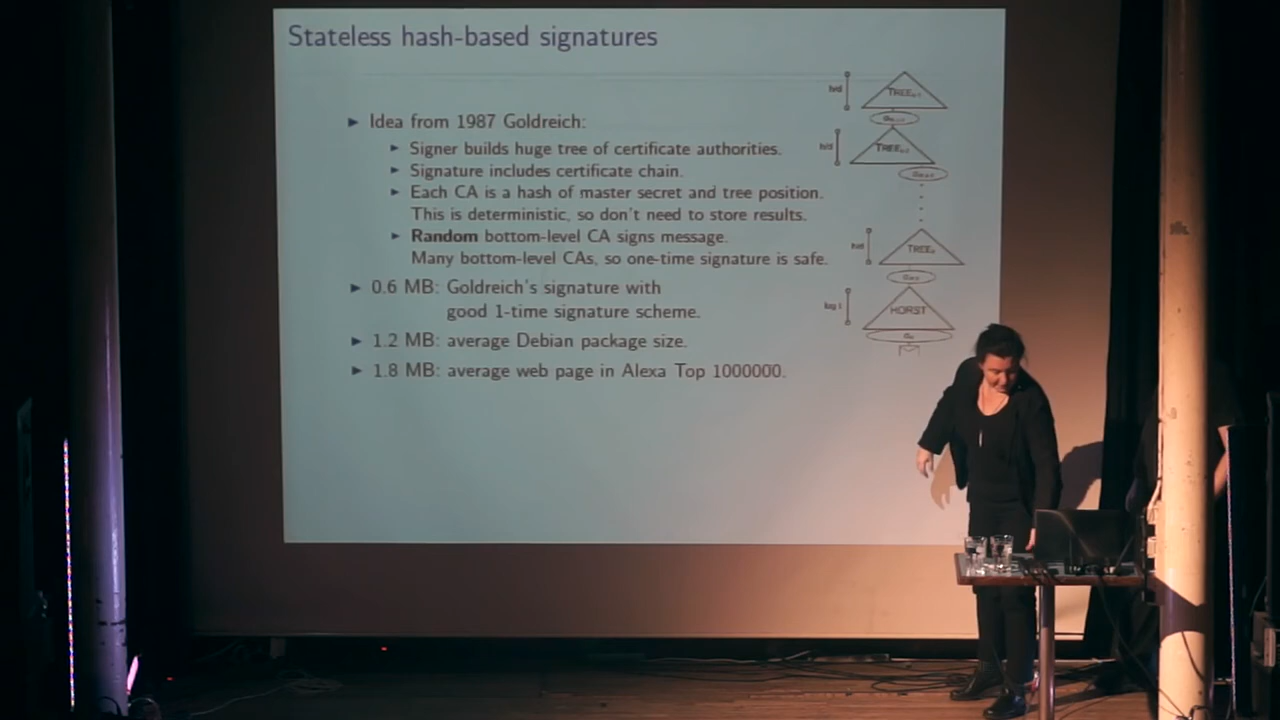 Stateless hash-based signatures
▶ Idea from 1987 Goldreich:
▶ Signer builds huge tree of certificate authorities.
▶ Signature includes certificate chain.
▶ Each CA is a hash of master secret and tree position.
This is deterministic, so don't need to store results.
▶ Random bottom-level CA signs message.
Many bottom-level CAs, so one-time signature is safe.
▶ 0.6 MB: Goldreich's signature with
good 1-time signature scheme.
▶ 1.2 MB: average Debian package size.
▶ 1.8 MB: average web page in Alexa Top 1000000.
h/d
TREE
h/d
TREE
h/d
TREE
log t
HORST